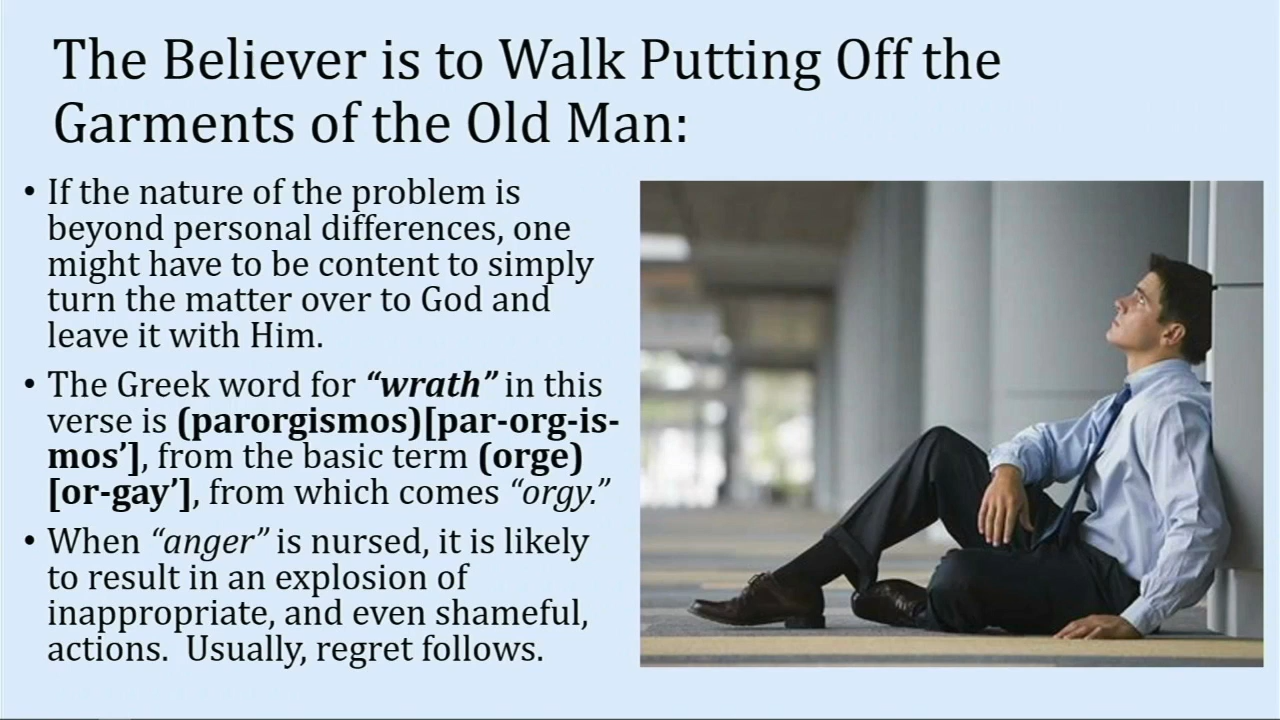 The Believer is to Walk Putting Off the
Garments of the Old Man:
• If the nature of the problem is
beyond personal differences, one
might have to be content to simply
turn the matter over to God and
leave it with Him.
• The Greek word for “wrath” in this
verse is (parorgismos)[par-org-is-
mos’], from the basic term (orge)
[or-gay’], from which comes “orgy.”
• When “anger” is nursed, it is likely
to result in an explosion of
inappropriate, and even shameful,
actions.  Usually, regret follows.